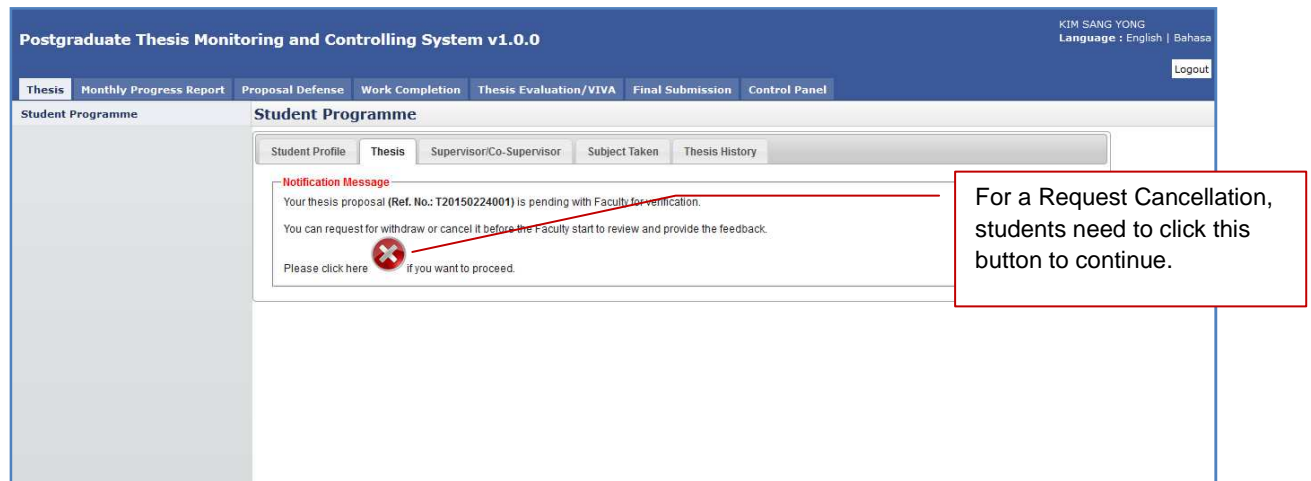 KIM SANG YONG
Postgraduate Thesis Monitoring and Controlling System v1.0.0
Language : English | Bahasa
Logout
Thesis Monthly Progress Report Proposal Defense Work Completion Thesis Evaluation/VIVA Final Submission Control Panel
Student Programme
Student Programme
Student Profile Thesis Supervisor/Co-Supervisor Subject Taken Thesis History
Notification Message
Your thesis proposal (Ref. No.: T20150224001) is pending with Faculty for verification.
You can request for withdraw or cancel it before the Faculty start to review and provide the feedback.
Please click here if you want to proceed.
For a Request Cancellation,
students need to click this
button to continue.